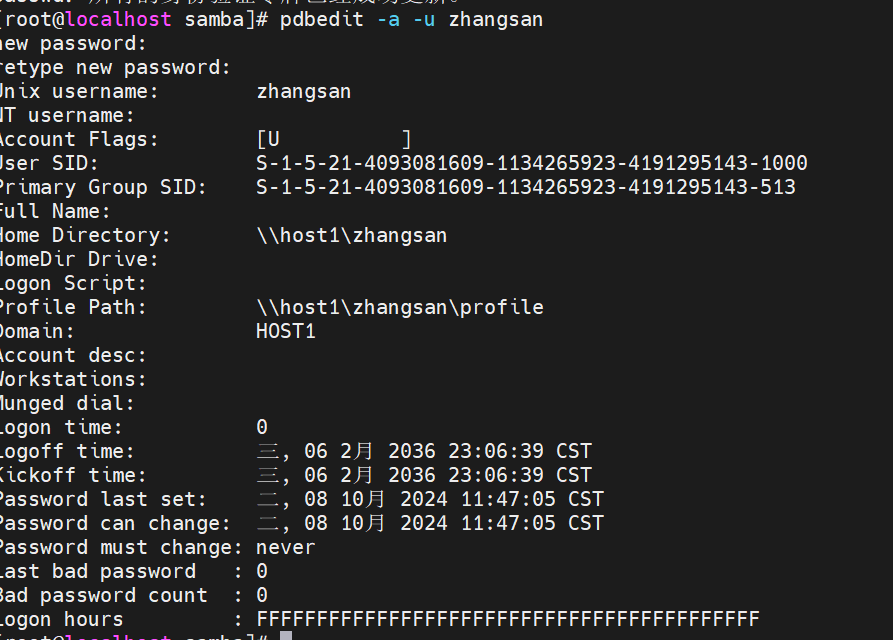 [root@localhost samba]# pdbedit -a -u zhangsan
new password:
retype new password:
Unix username:        zhangsan
NT username:
Account Flags:        [U          ]
User SID:             S-1-5-21-4093081609-1134265923-4191295143-1000
Primary Group SID:    S-1-5-21-4093081609-1134265923-4191295143-513
Full Name:
Home Directory:       \\host1\zhangsan
HomeDir Drive:
Logon Script:
Profile Path:         \\host1\zhangsan\profile
Domain:               HOST1
Account desc:
Workstations:
Munged dial:
Logon time:           0
Logoff time:          三, 06 2月 2036 23:06:39 CST
Kickoff time:         三, 06 2月 2036 23:06:39 CST
Password last set:    二, 08 10月 2024 11:47:05 CST
Password can change:  二, 08 10月 2024 11:47:05 CST
Password must change: never
Last bad password   : 0
Bad password count  : 0
Logon hours         : FFFFFFFFFFFFFFFFFFFFFFFFFFFFFFFFFFFFFFFFFF
[root@localhost samba]#